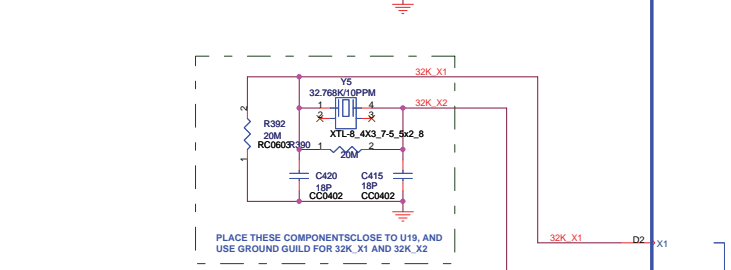 32K_X1
Y5
32.768K/10PPM
1
4
32K_X2
2
3
2
R392
20M
RC0603
R390
XTL-8_4X3_7-5_5x2_8
1
2
20M
1
C420
18P
CC0402
C415
18P
CC0402
PLACE THESE COMPONENTSCLOSE TO U19, AND
USE GROUND GUILD FOR 32K_X1 AND 32K_X2
32K_X1
D2
X1